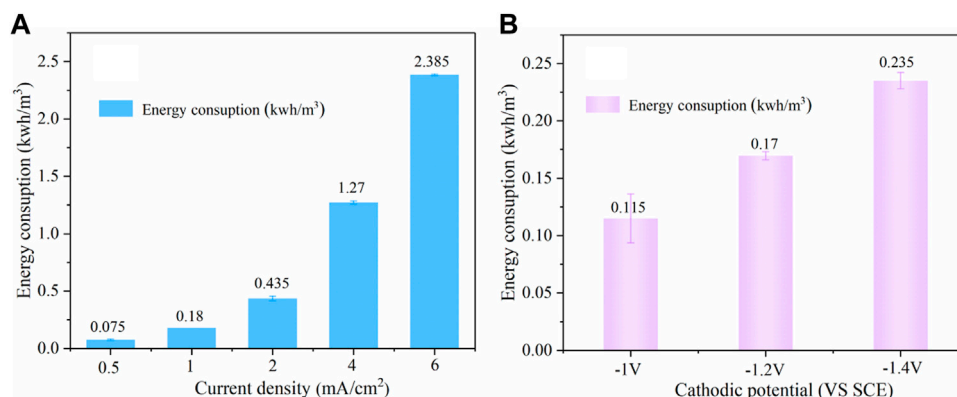 A
2.5
2.0
1.5
1.0
0.5
0.0
Energy consuption (kwh/m³)
Energy consuption (kwh/m³)
0.075
0.18
0.435
1.27
2.385
0.5
1
2
4
6
Current density (mA/cm²)
B
0.25
0.20
0.15
0.10
0.05
0.00
Energy consuption (kwh/m³)
Energy consuption (kwh/m³)
0.115
0.17
0.235
-1V
-1.2V
-1.4V
Cathodic potential (VS SCE)